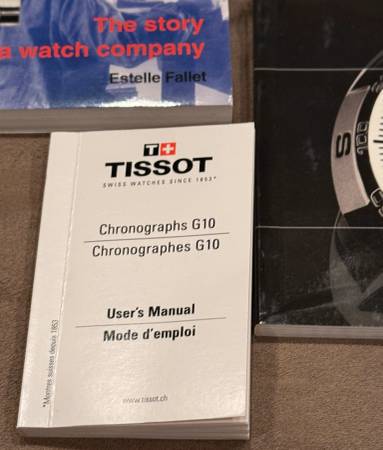 The story
a watch company
Estelle Fallet
T+
TISSOT
SWISS WATCHES SINCE 1853*
Chronographs G10
Chronographes G10
User's Manual
Mode d'emploi
*Montres suisses depuis 1853
www.tissot.ch
S
100